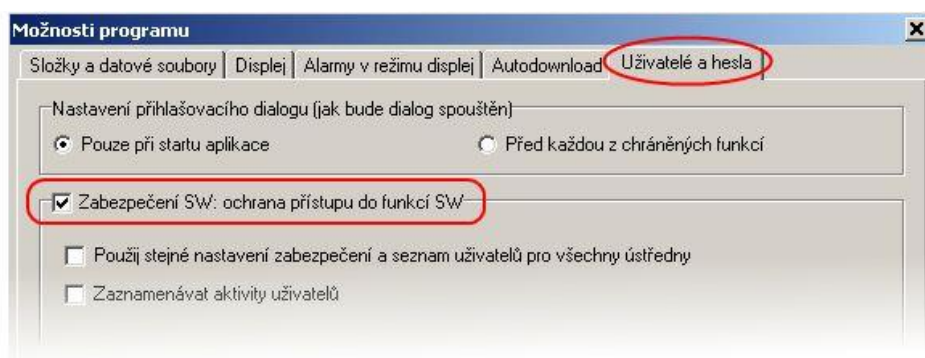 Možnosti programu
Složky a datové soubory Displej Alarmy v režimu displej Autodownload Uživatelé a hesla
Nastavení přihlašovacího dialogu (jak bude dialog spouštěn)
Pouze při startu aplikace Před každou z chráněných funkcí
Zabezpečení SW: ochrana přístupu do funkcí SW
Použij stejné nastavení zabezpečení a seznam uživatelů pro všechny ústředny
Zaznamenávat aktivity uživatelů